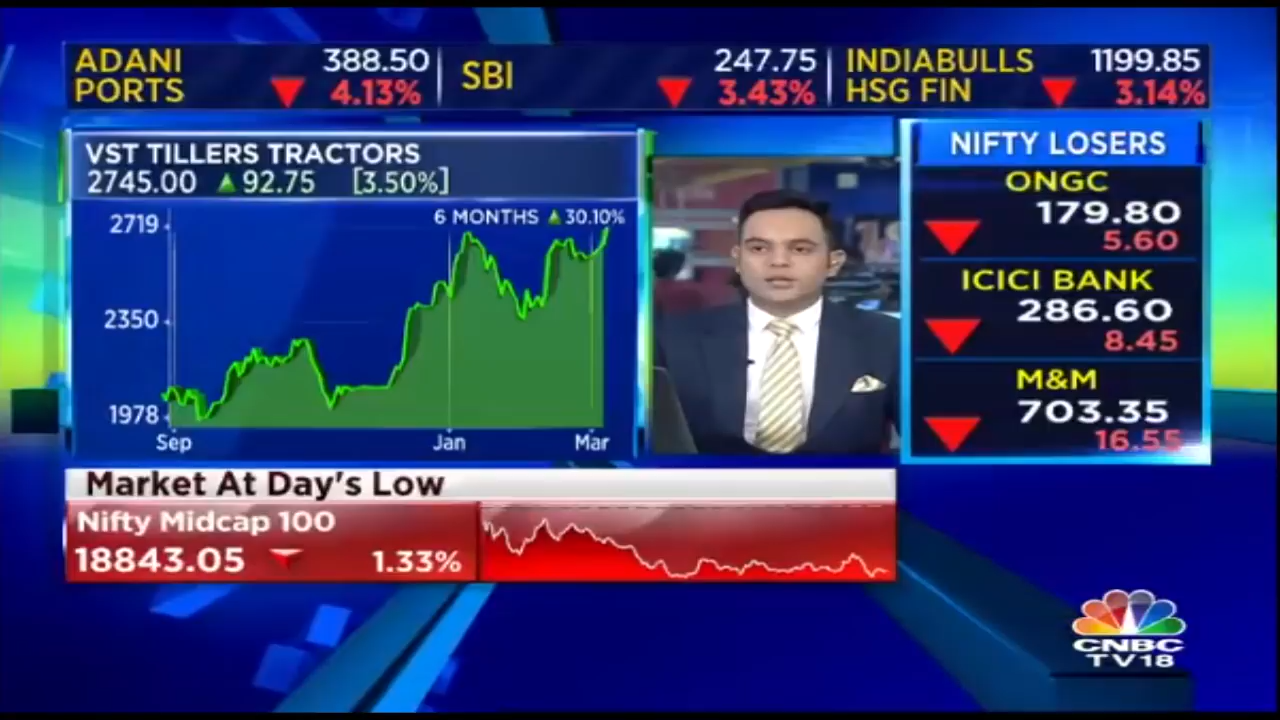 ADANI PORTS
388.50
4.13%
SBI
247.75
3.43%
INDIABULLS HSG FIN
1199.85
3.14%
VST TILLERS TRACTORS
2745.00 92.75 [3.50%]
6 MONTHS 30.10%
2719
2350
1978
Sep Jan Mar
NIFTY LOSERS
ONGC
179.80
5.60
ICICI BANK
286.60
8.45
M&M
703.35
16.55
Market At Day's Low
Nifty Midcap 100
18843.05 1.33%
CNBC
TV18